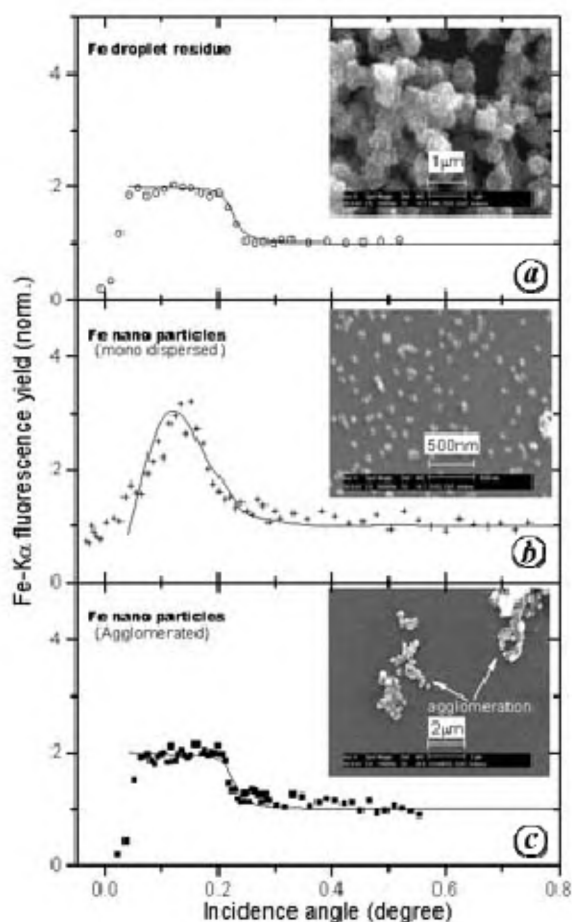 Fe-Kα fluorescence yield (norm.)
4
Fe droplet residue
1µm
2
1
a
0
Fe nano particles
(mono dispersed)
4
500nm
2
b
0
Fe nano particles
(Agglomerated)
4
agglomeration
2µm
2
c
0
0.0 0.2 0.4 0.6 0.8
Incidence angle (degree)